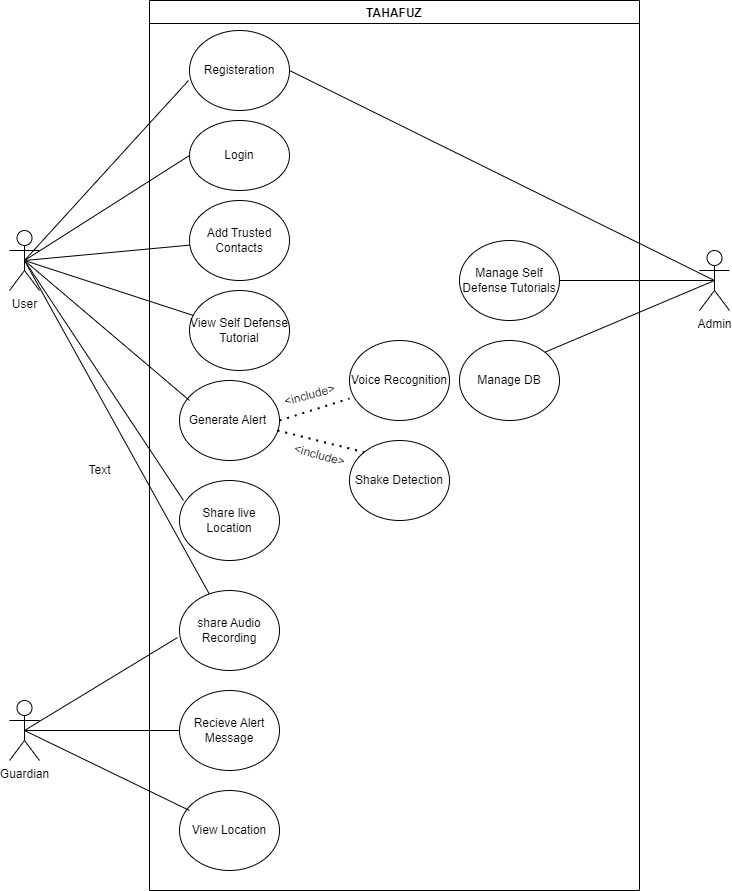 TAHAFUZ
Registeration
Login
Add Trusted
Contacts
User
View Self Defense
Tutorial
Manage Self
Defense Tutorials
Admin
Generate Alert
<include>
Voice Recognition
Manage DB
<include>
Shake Detection
Text
Share live
Location
share Audio
Recording
Recieve Alert
Message
Guardian
View Location